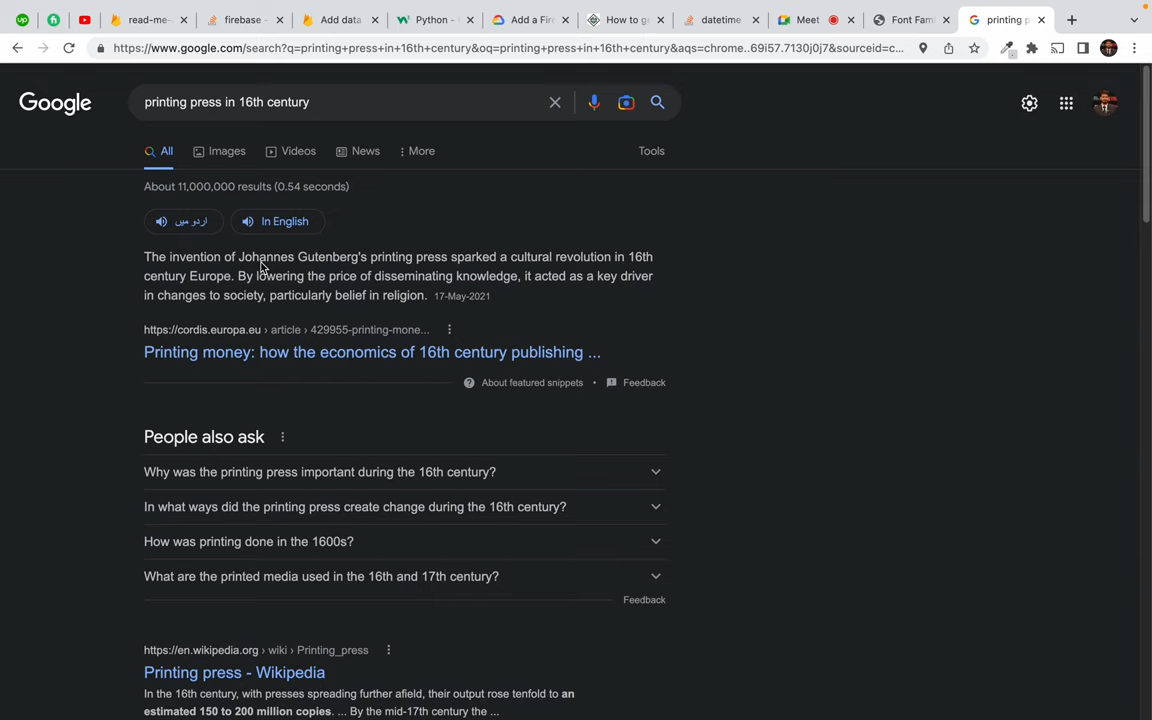 read-me-
firebase -
Add data
Python -
Add a Fir
How to g
datetime
Meet
Font Fam
printing p
https://www.google.com/search?q=printing+press+in+16th+century&oq=printing+press+in+16th+century&aqs=chrome..69i57.7130j0j7&sourceid=c...
Google
printing press in 16th century
All
Images
Videos
News
More
Tools
About 11,000,000 results (0.54 seconds)
اردو میں
In English
The invention of Johannes Gutenberg's printing press sparked a cultural revolution in 16th
century Europe. By lowering the price of disseminating knowledge, it acted as a key driver
in changes to society, particularly belief in religion. 17-May-2021
https://cordis.europa.eu › article › 429955-printing-mone...
Printing money: how the economics of 16th century publishing ...
About featured snippets • Feedback
People also ask
Why was the printing press important during the 16th century?
In what ways did the printing press create change during the 16th century?
How was printing done in the 1600s?
What are the printed media used in the 16th and 17th century?
Feedback
https://en.wikipedia.org › wiki › Printing_press
Printing press - Wikipedia
In the 16th century, with presses spreading further afield, their output rose tenfold to an
estimated 150 to 200 million copies. ... By the mid-17th century the ...